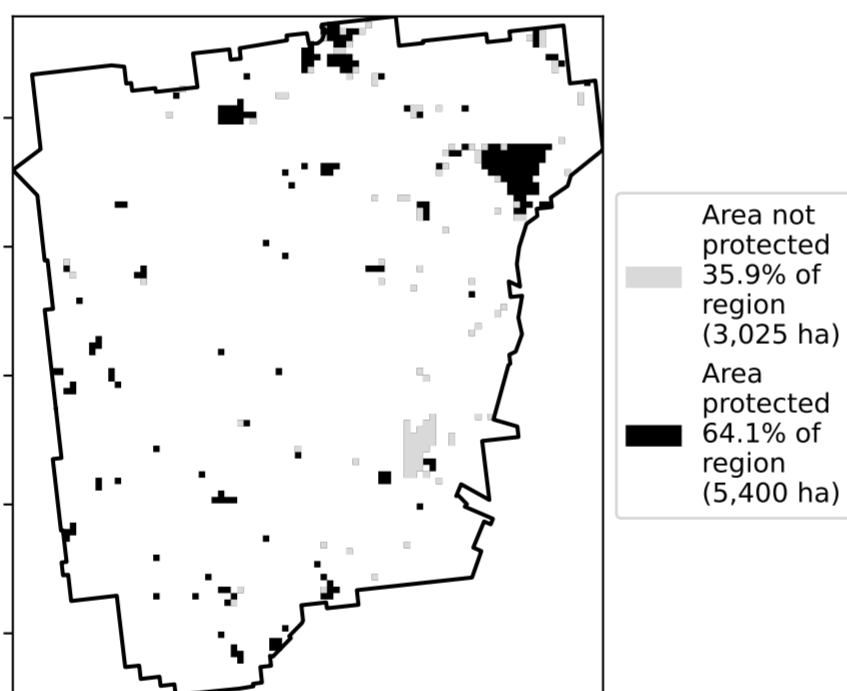 Area not
protected
35.9% of
region
(3,025 ha)
Area
protected
64.1% of
region
(5,400 ha)